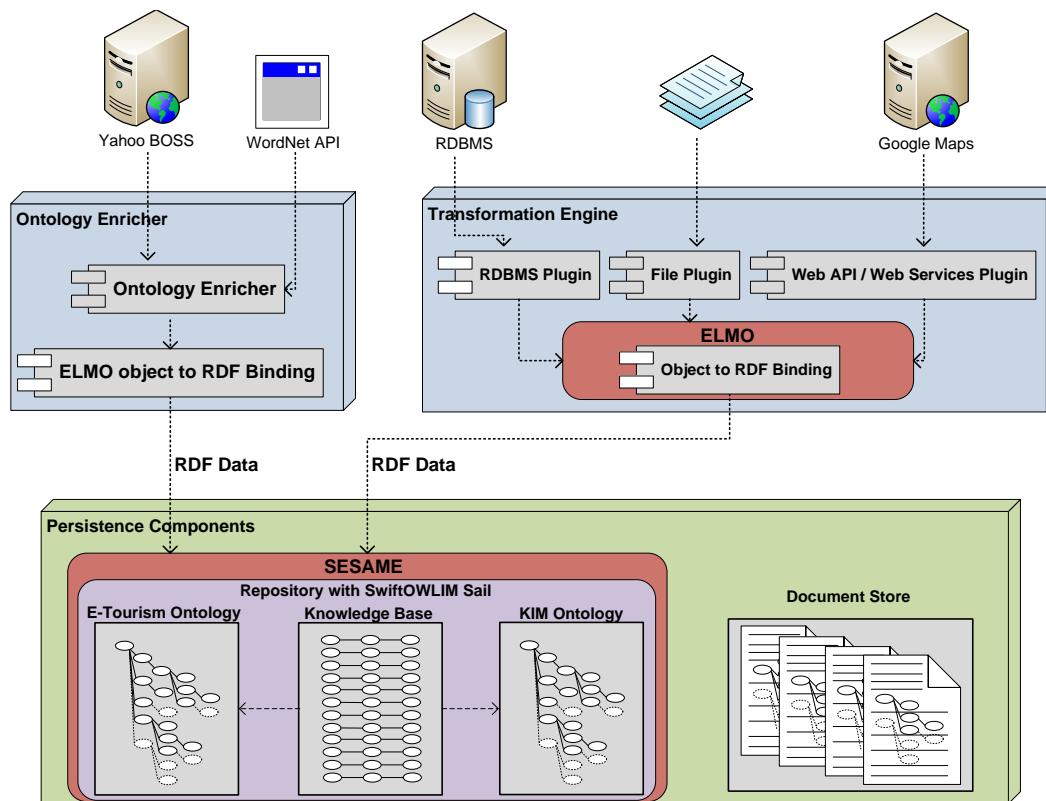 Yahoo BOSS
WordNet API
RDBMS
Google Maps
Ontology Enricher
Transformation Engine
Ontology Enricher
RDBMS Plugin
File Plugin
Web API / Web Services Plugin
ELMO
ELMO object to RDF Binding
Object to RDF Binding
RDF Data
RDF Data
Persistence Components
SESAME
Repository with SwiftOWLIM Sail
E-Tourism Ontology
Knowledge Base
KIM Ontology
Document Store